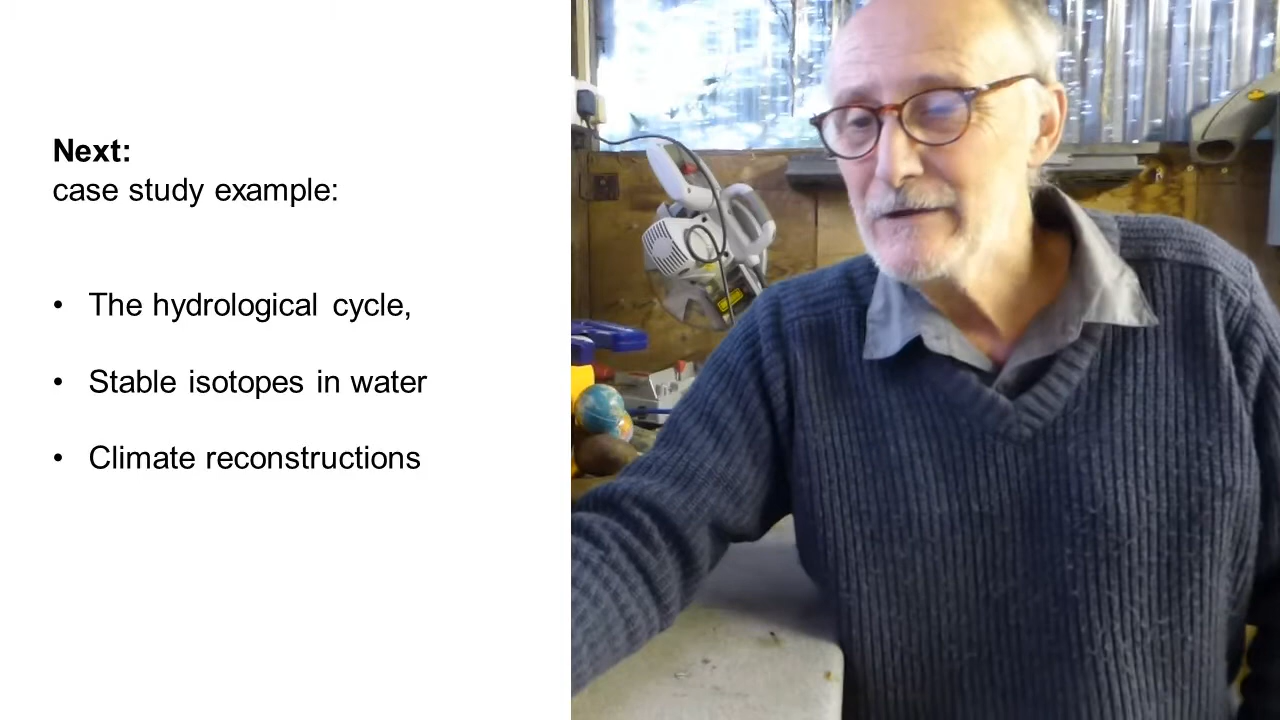 Next:
case study example:
• The hydrological cycle,
• Stable isotopes in water
• Climate reconstructions